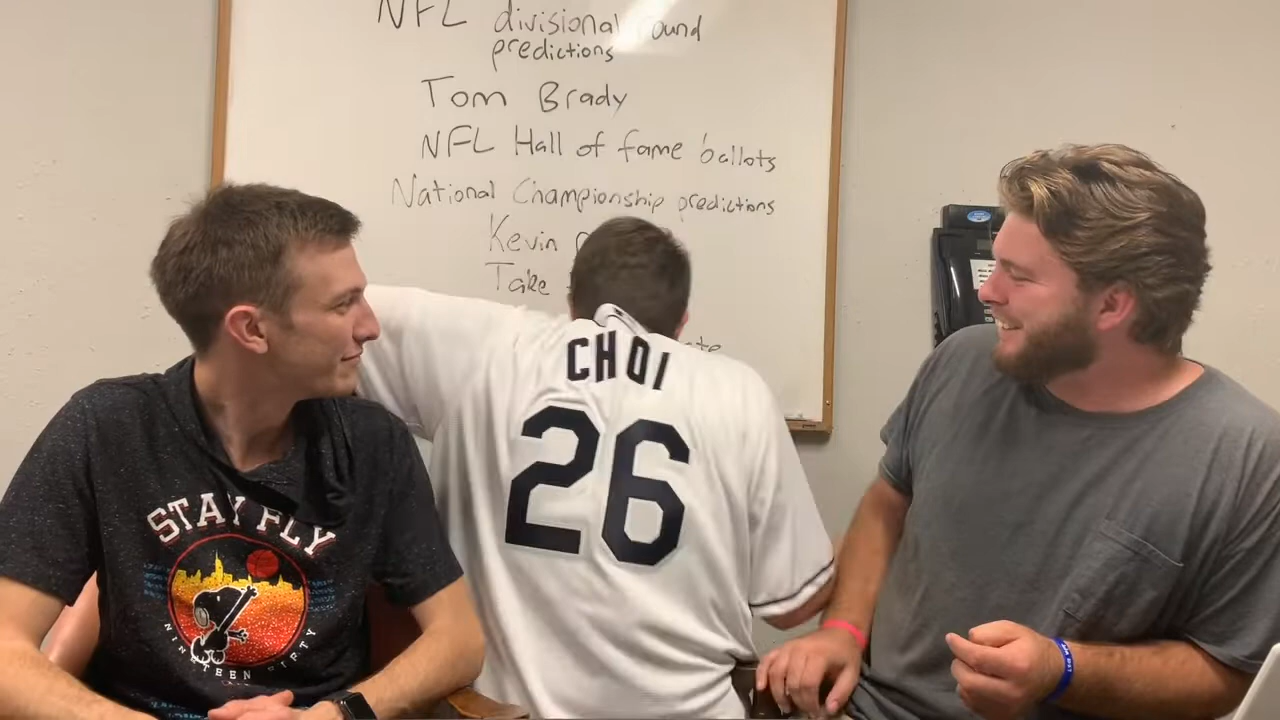 NFL divisional round
predictions
Tom Brady
NFL Hall of fame ballots
National Championship predictions
Kevin
Take
CHOI
26
STAY FLY
NINETEEN FIFTY